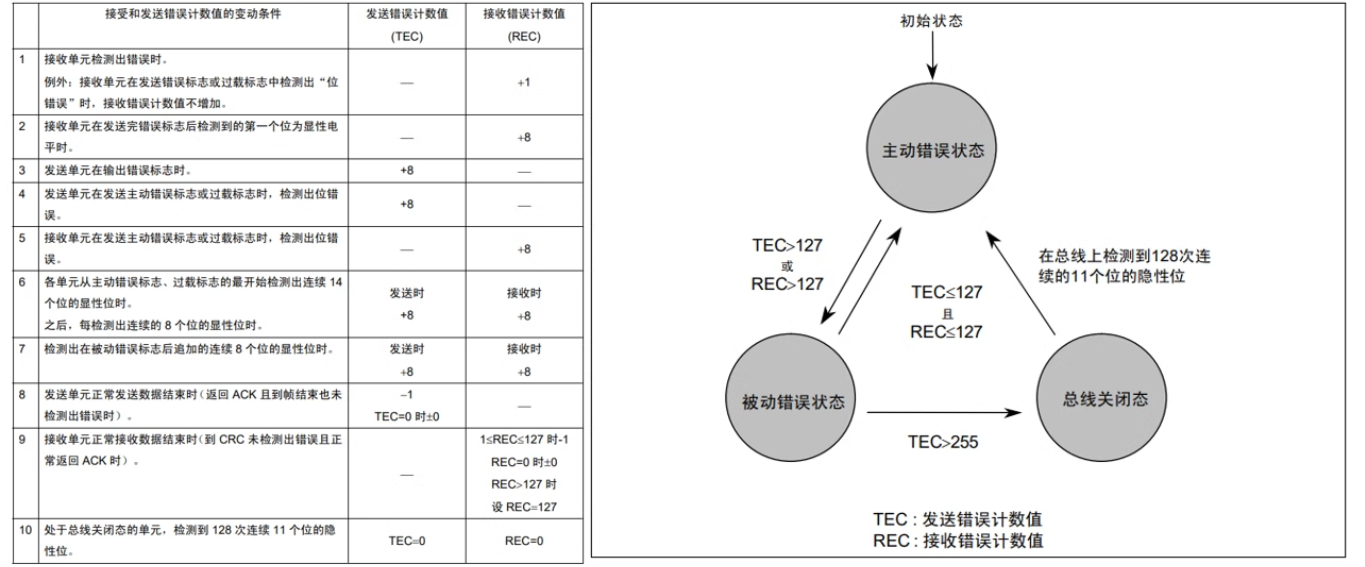 接受和发送错误计数值的变动条件
发送错误计数值
(TEC)
接收错误计数值
(REC)
1
接收单元检测出错误时。
例外：接收单元在发送错误标志或过载标志中检测出“位
错误”时，接收错误计数值不增加。
—
+1
2
接收单元在发送完错误标志后检测到的第一个位为显性电
平时。
—
+8
3
发送单元在输出错误标志时。
+8
—
4
发送单元在发送主动错误标志或过载标志时，检测出位错
误。
+8
—
5
接收单元在发送主动错误标志或过载标志时，检测出位错
误。
—
+8
6
各单元从主动错误标志、过载标志的最开始检测出连续 14
个位的显性位时。
之后，每检测出连续的 8 个位的显性位时。
发送时
+8
接收时
+8
7
检测出在被动错误标志后追加的连续 8 个位的显性位时。
发送时
+8
接收时
+8
8
发送单元正常发送数据结束时（返回 ACK 且到帧结束也未
检测出错误时）。
−1
TEC=0 时±0
—
9
接收单元正常接收数据结束时（到 CRC 未检测出错误且正
常返回 ACK 时）。
—
1≤REC≤127 时-1
REC=0 时±0
REC>127 时
设 REC=127
10
处于总线关闭态的单元，检测到 128 次连续 11 个位的隐
性位。
TEC=0
REC=0
初始状态
主动错误状态
TEC>127
或
REC>127
TEC≤127
且
REC≤127
在总线上检测到128次连
续的11个位的隐性位
被动错误状态
总线关闭态
TEC>255
TEC : 发送错误计数值
REC : 接收错误计数值